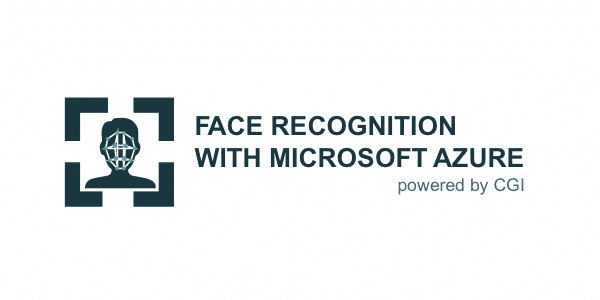 FACE RECOGNITION
WITH MICROSOFT AZURE
powered by CGI